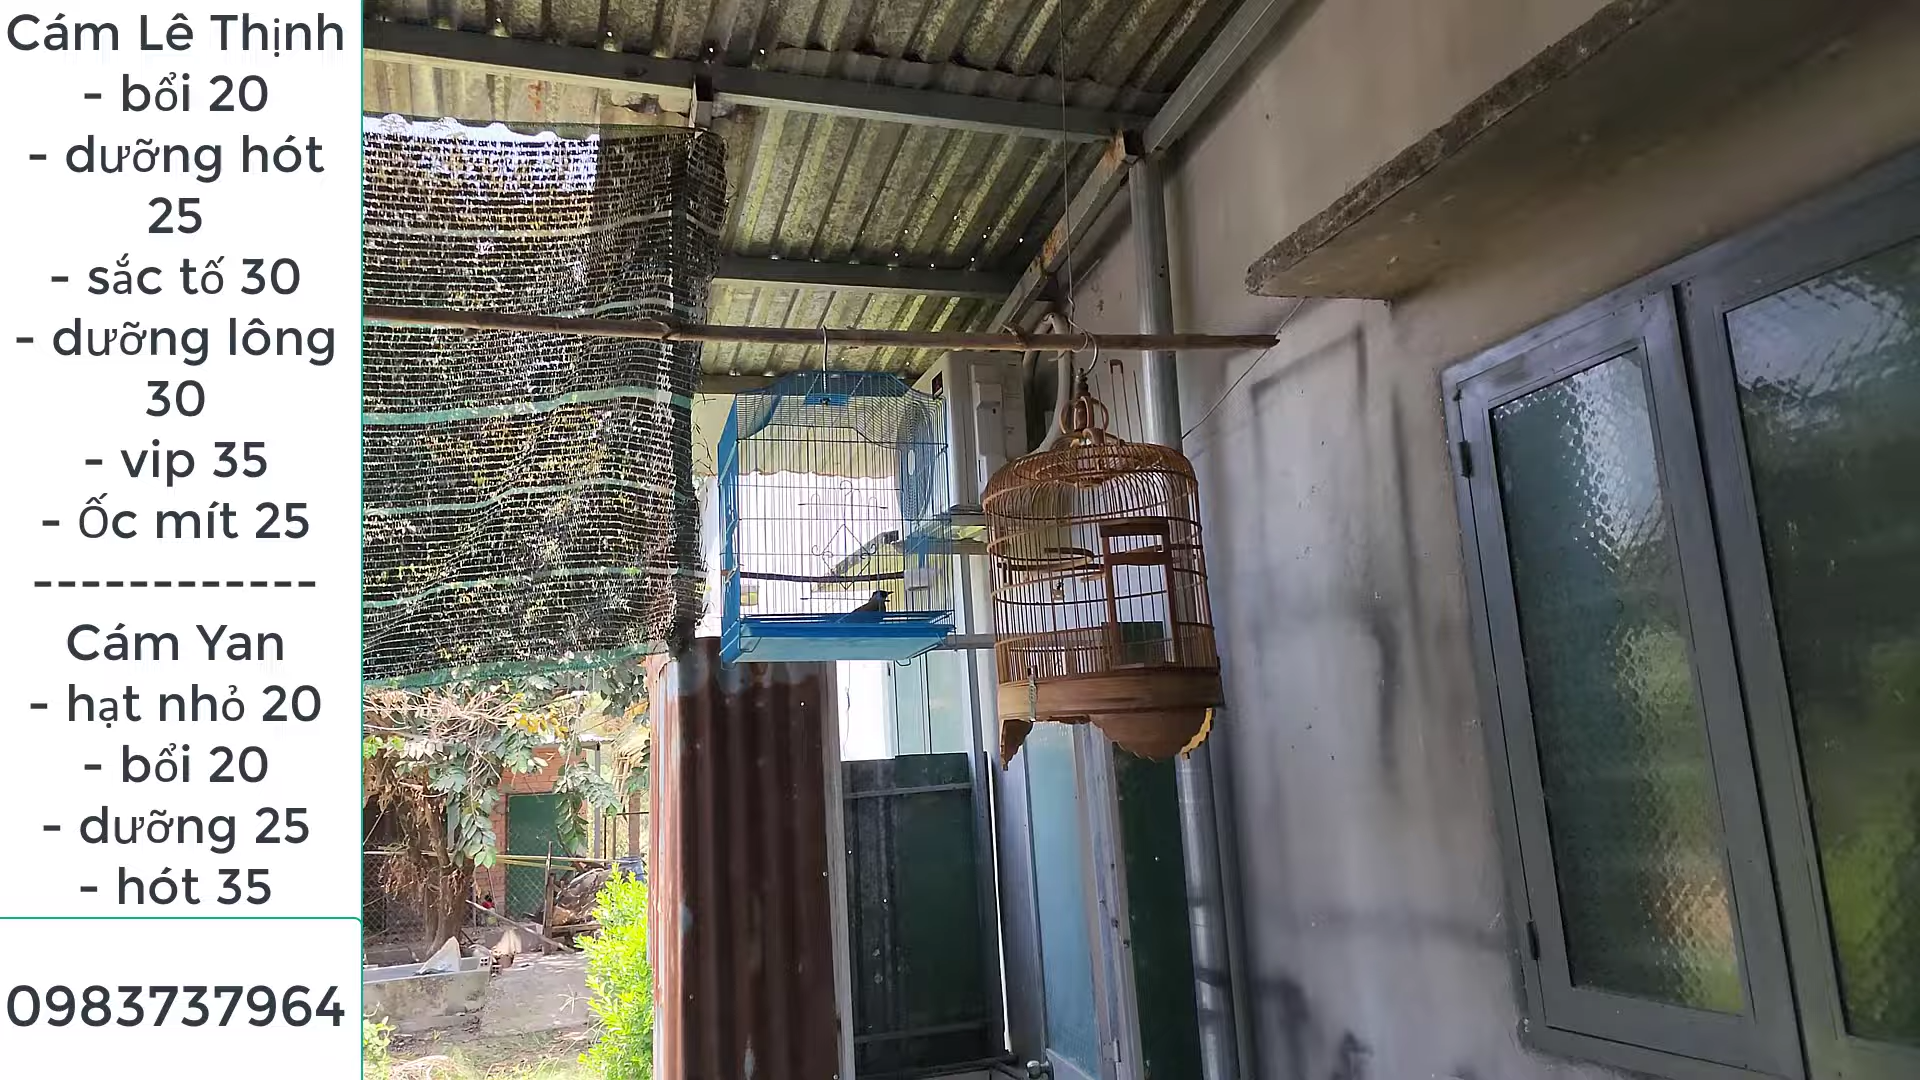 Cám Lê Thịnh
- bổi 20
- dưỡng hót
25
- sắc tố 30
- dưỡng lông
30
- vip 35
- Ốc mít 25
------------
Cám Yan
- hạt nhỏ 20
- bổi 20
- dưỡng 25
- hót 35
0983737964